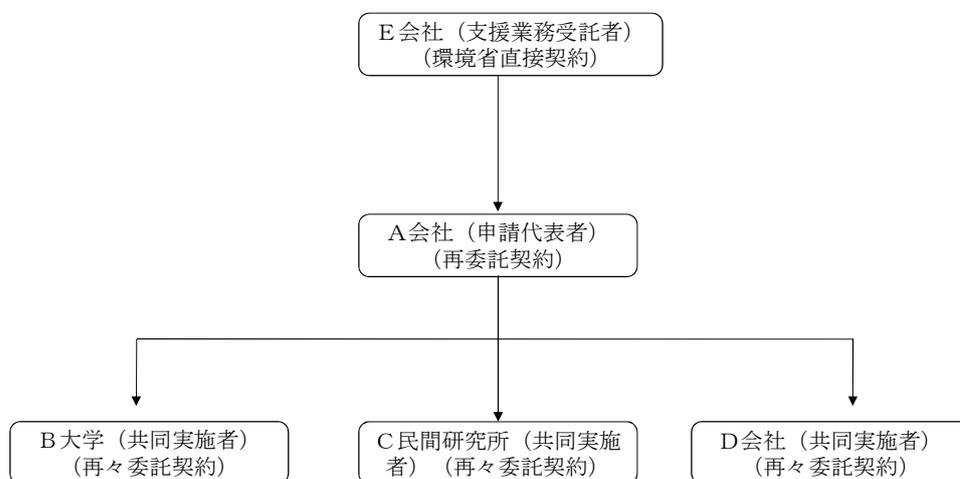 E会社（支援業務受託者）
（環境省直接契約）
A会社（申請代表者）
（再委託契約）
B大学（共同実施者）
（再々委託契約）
C民間研究所（共同実施
者）（再々委託契約）
D会社（共同実施者）
（再々委託契約）